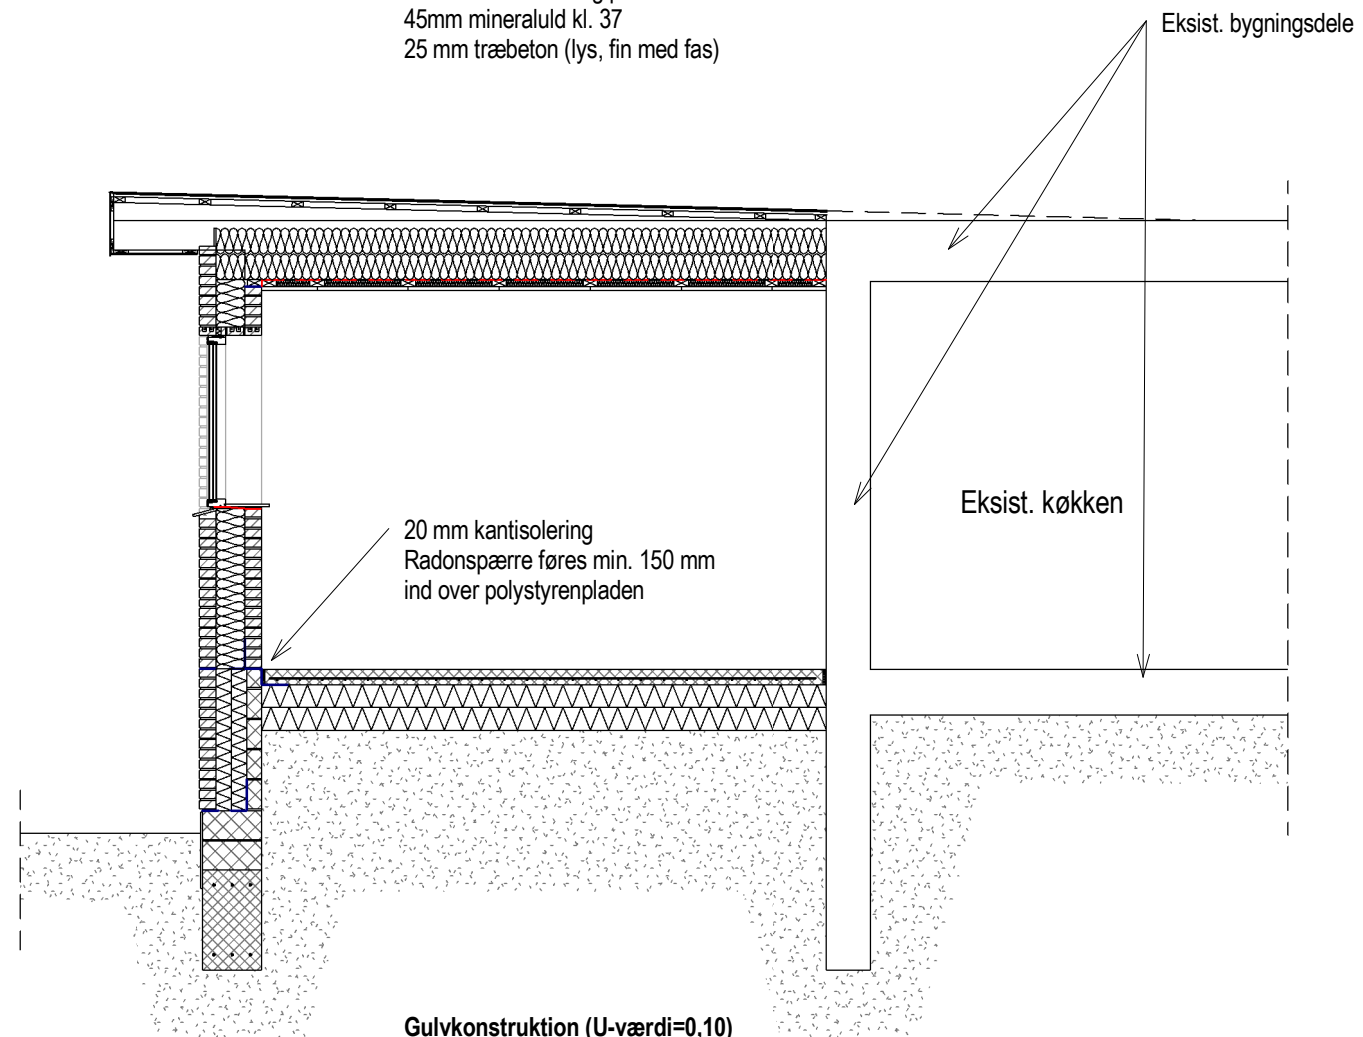 45mm mineraluld kl. 37
25 mm træbeton (lys, fin med fas)
Eksist. bygningsdele
Eksist. køkken
20 mm kantisolering
Radonspærre føres min. 150 mm
ind over polystyrenpladen
Gulvkonstruktion (U-værdi=0,10)